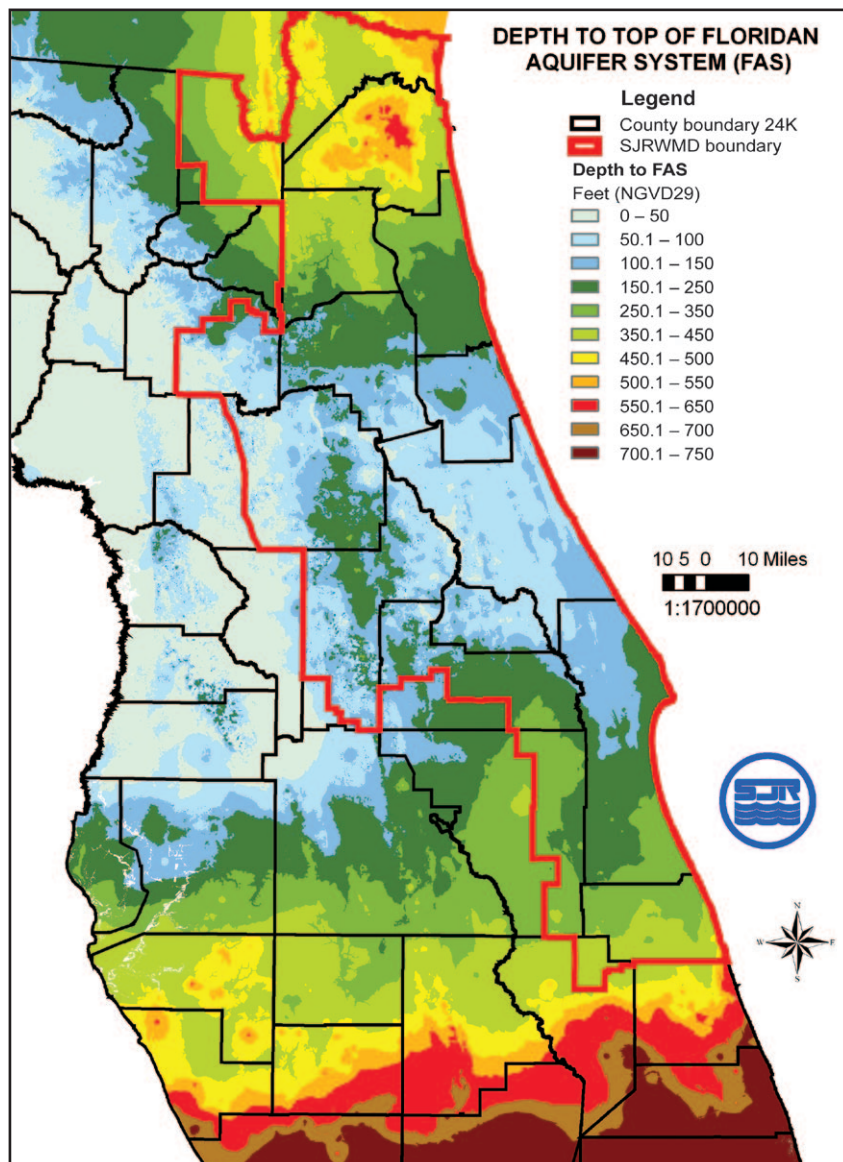 DEPTH TO TOP OF FLORIDAN
AQUIFER SYSTEM (FAS)
Legend
County boundary 24K
SJRWMD boundary
Depth to FAS
Feet (NGVD29)
0 – 50
50.1 – 100
100.1 – 150
150.1 – 250
250.1 – 350
350.1 – 450
450.1 – 500
500.1 – 550
550.1 – 650
650.1 – 700
700.1 – 750
10 5 0 10 Miles
1:1700000
SJR
N
W E
S